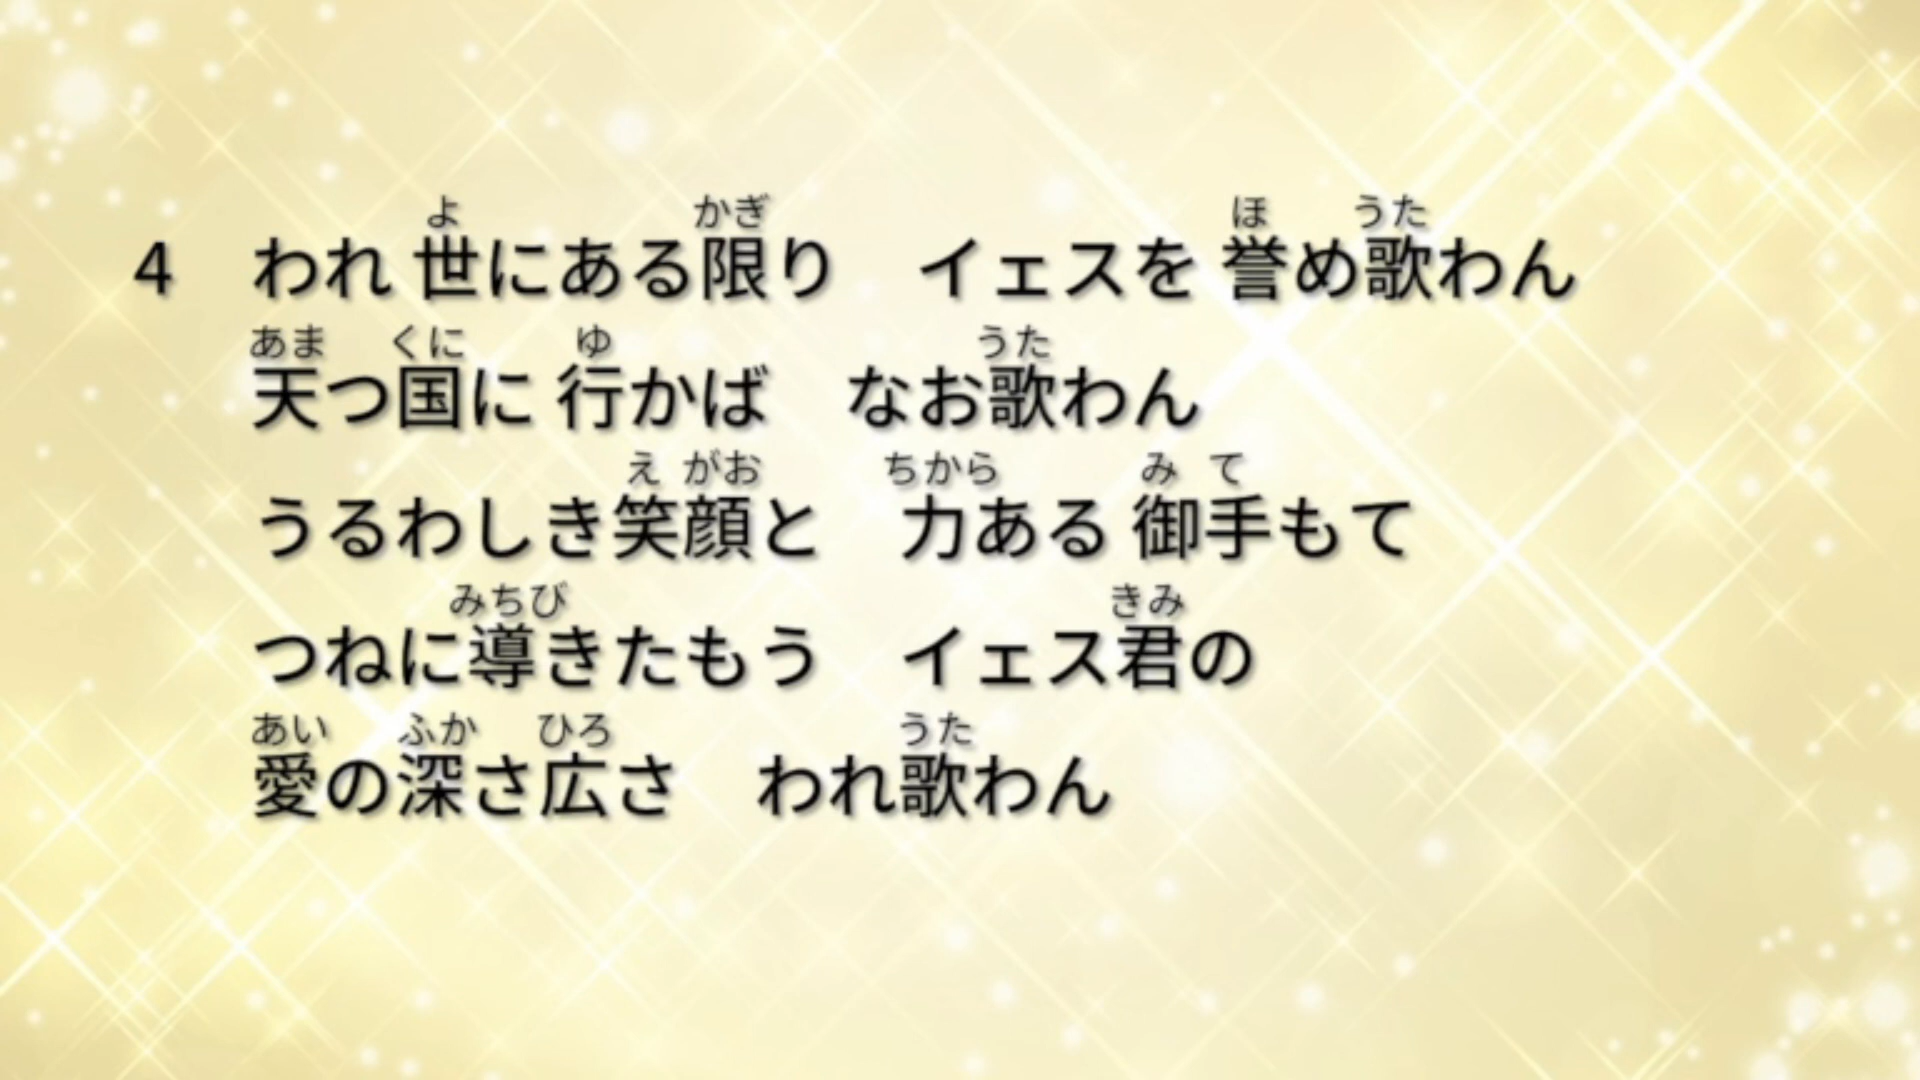 4 われ 世にある限り イェスを 誉め歌わん
天つ国に 行かば なお歌わん
うるわしき笑顔と 力ある 御手もて
つねに導きたもう イェス君の
愛の深さ広さ われ歌わん